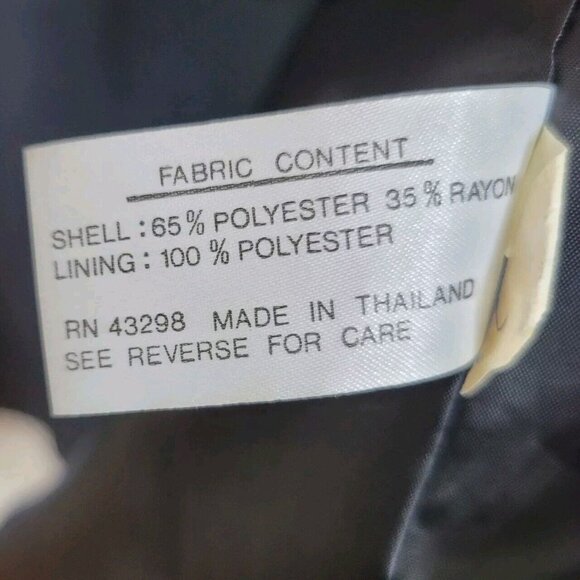 FABRIC CONTENT
SHELL : 65% POLYESTER 35% RAYON
LINING : 100 % POLYESTER
RN 43298 MADE IN THAILAND
SEE REVERSE FOR CARE